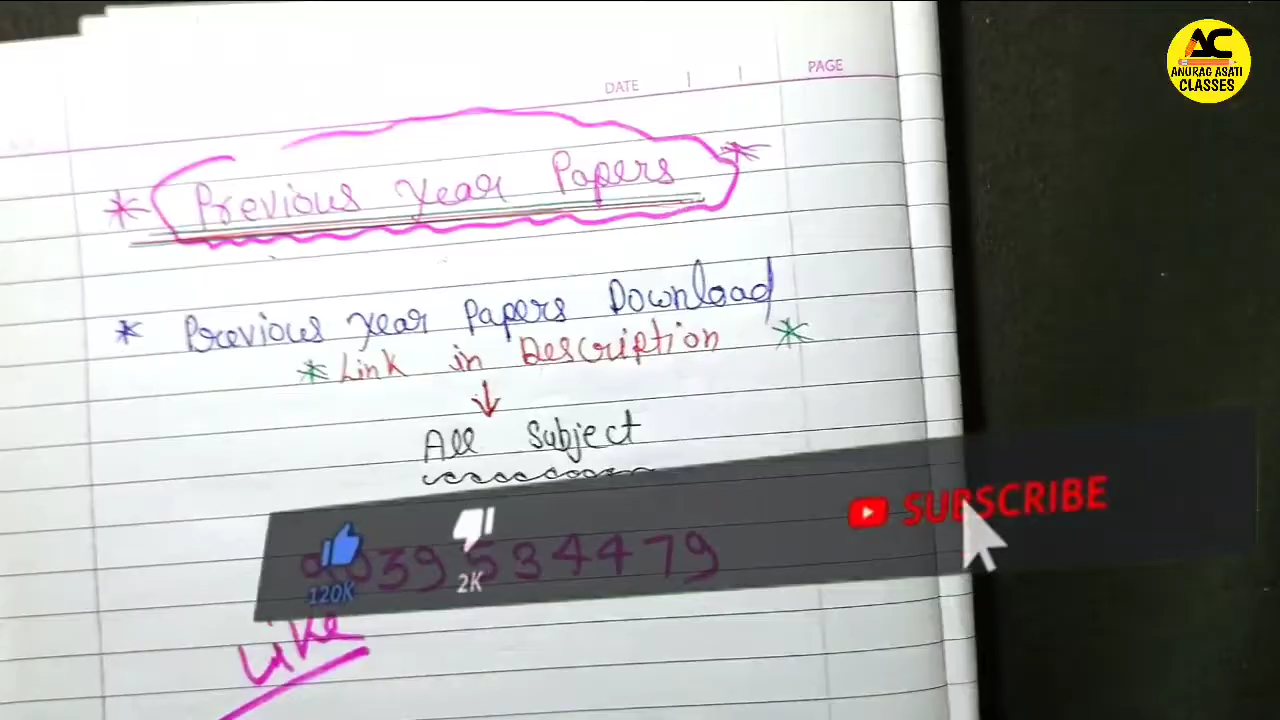 AC
ANURAG ASATI
CLASSES
DATE
PAGE
* Previous Year Papers *
* Previous Year Papers Download
* Link in Description *
↓
All Subject
SUBSCRIBE
120K
2K
Like